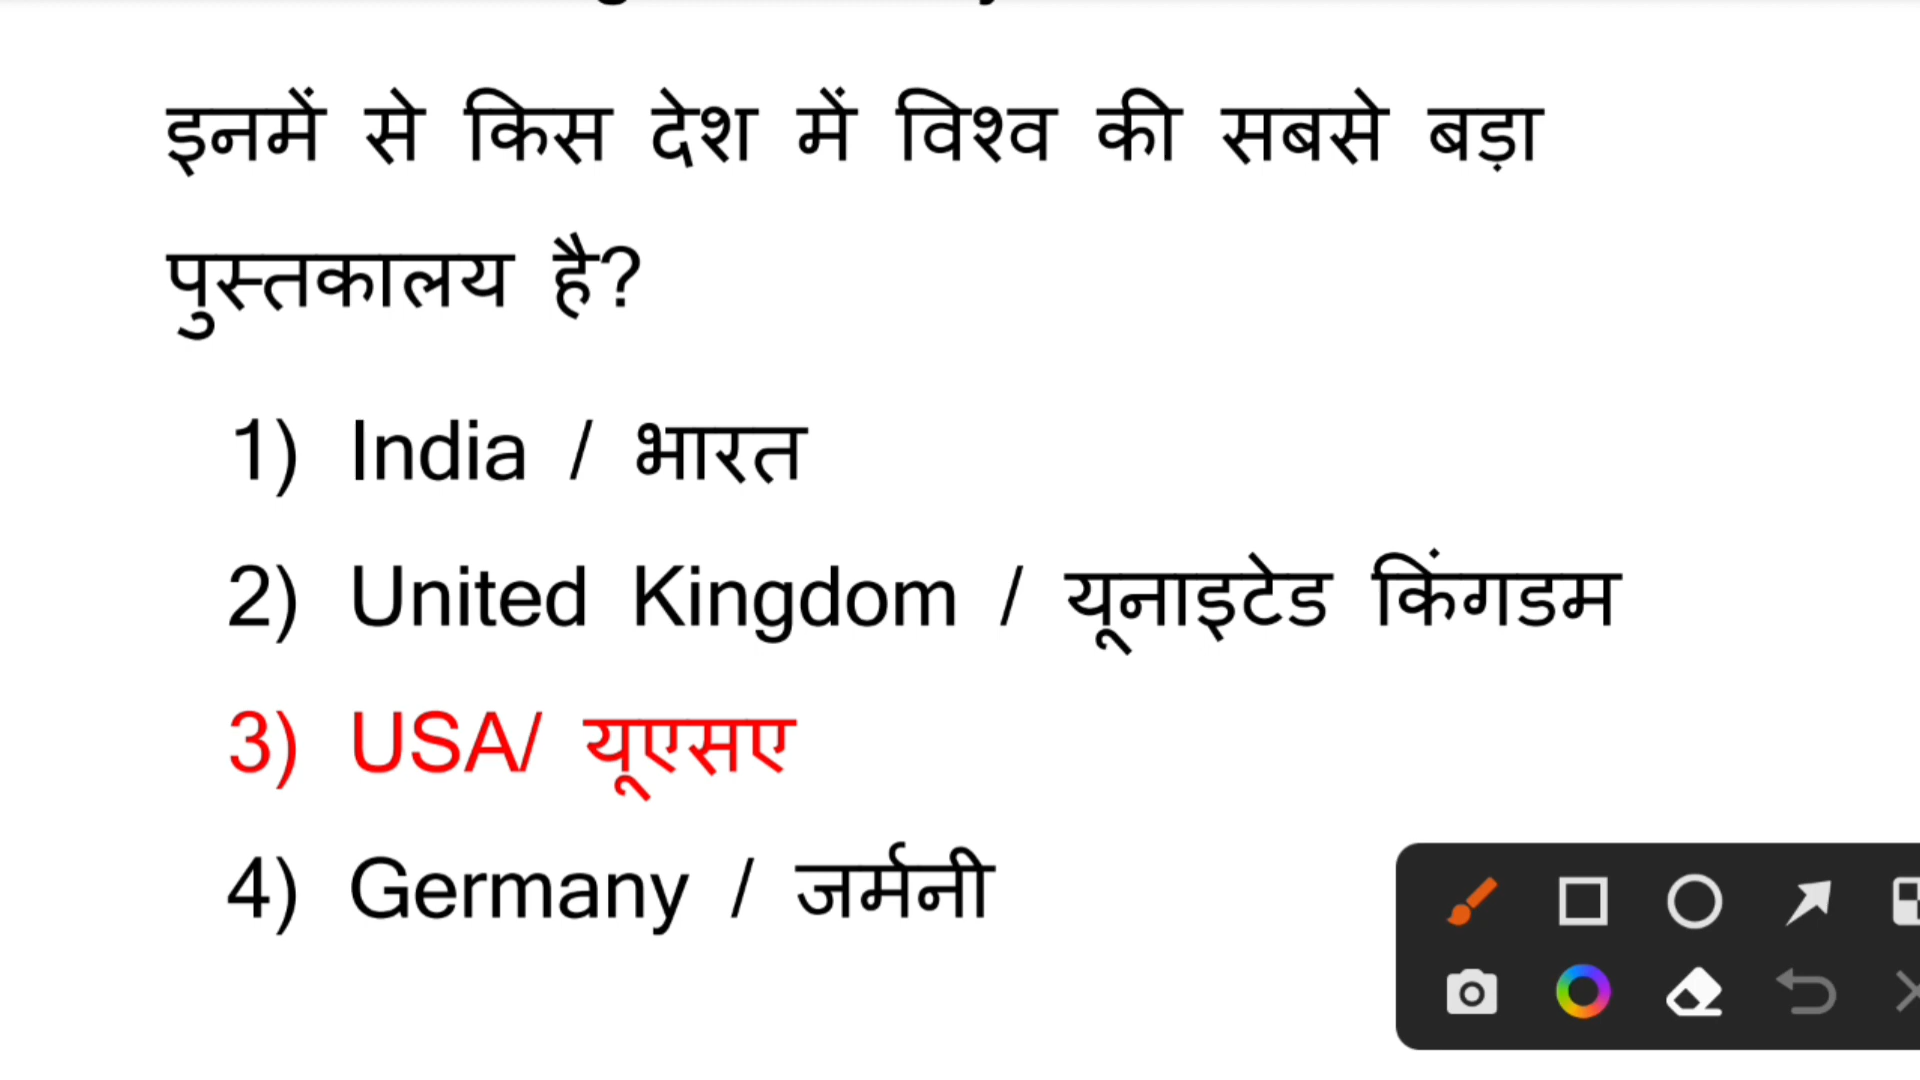 इनमें से किस देश में विश्व की सबसे बड़ा
पुस्तकालय है?
1) India / भारत
2) United Kingdom / यूनाइटेड किंगडम
3) USA/ यूएसए
4) Germany / जर्मनी